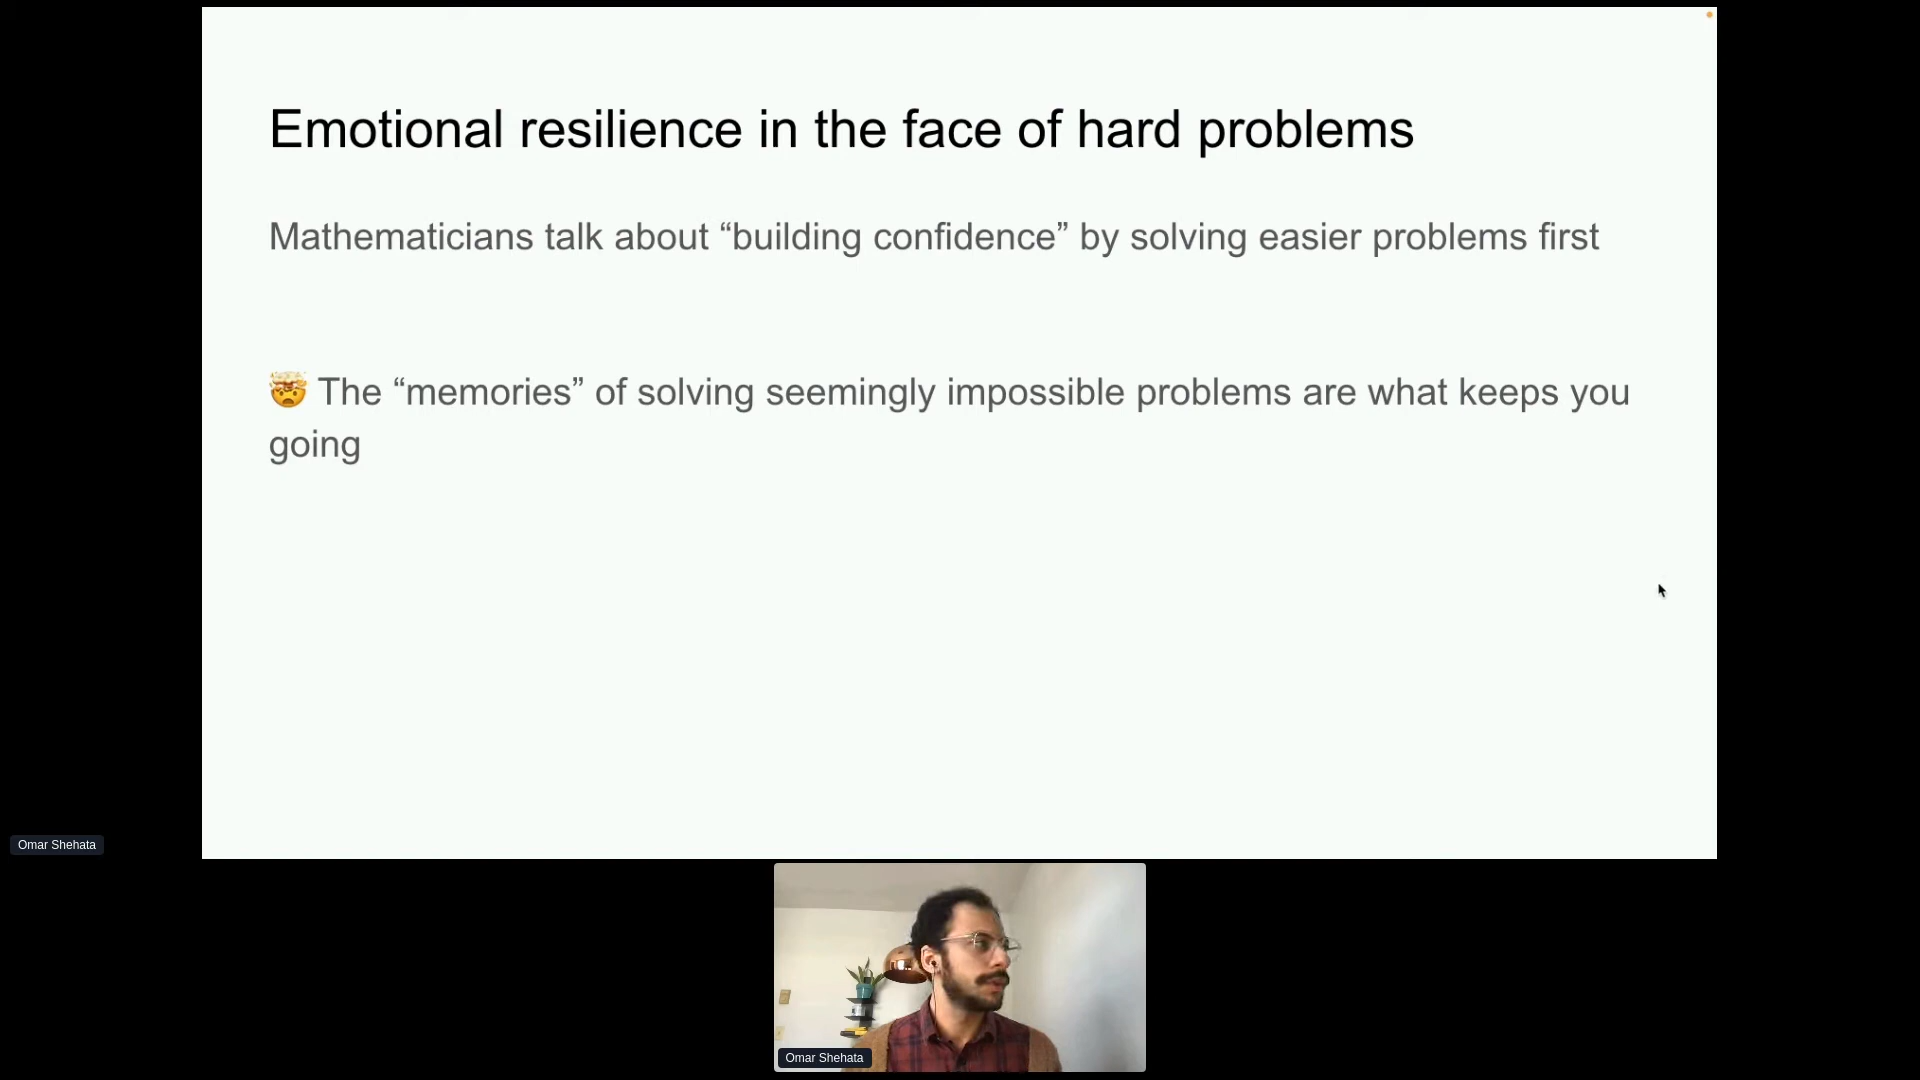 Emotional resilience in the face of hard problems
Mathematicians talk about “building confidence” by solving easier problems first
🤯 The “memories” of solving seemingly impossible problems are what keeps you
going
Omar Shehata
Omar Shehata